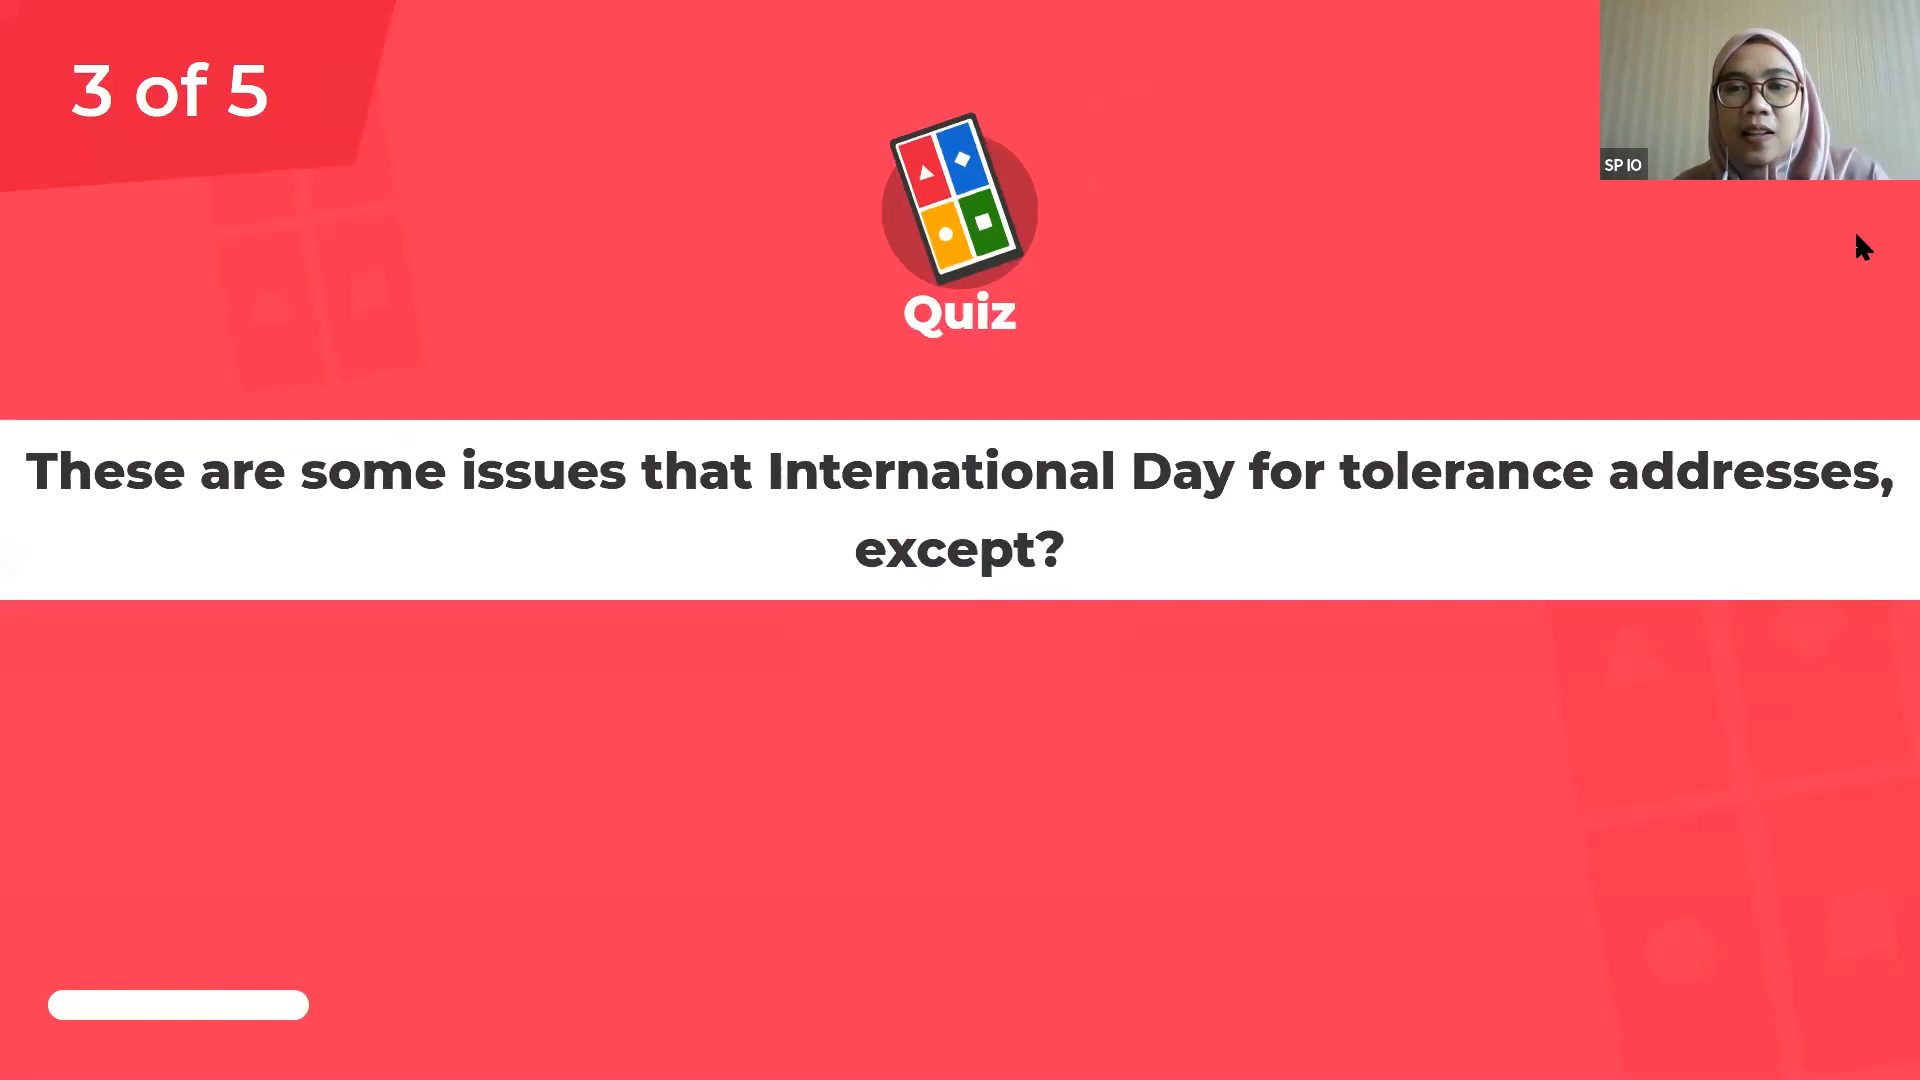 3 of 5
SP IO
Quiz
These are some issues that International Day for tolerance addresses,
except?